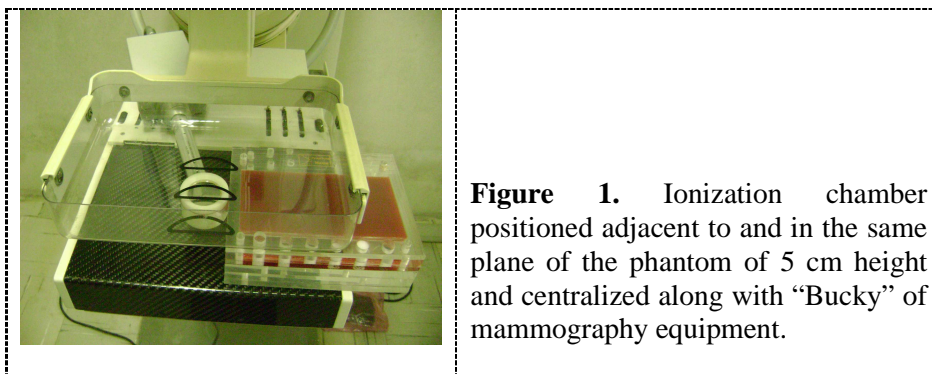 Figure 1. Ionization chamber
positioned adjacent to and in the same
plane of the phantom of 5 cm height
and centralized along with “Bucky” of
mammography equipment.